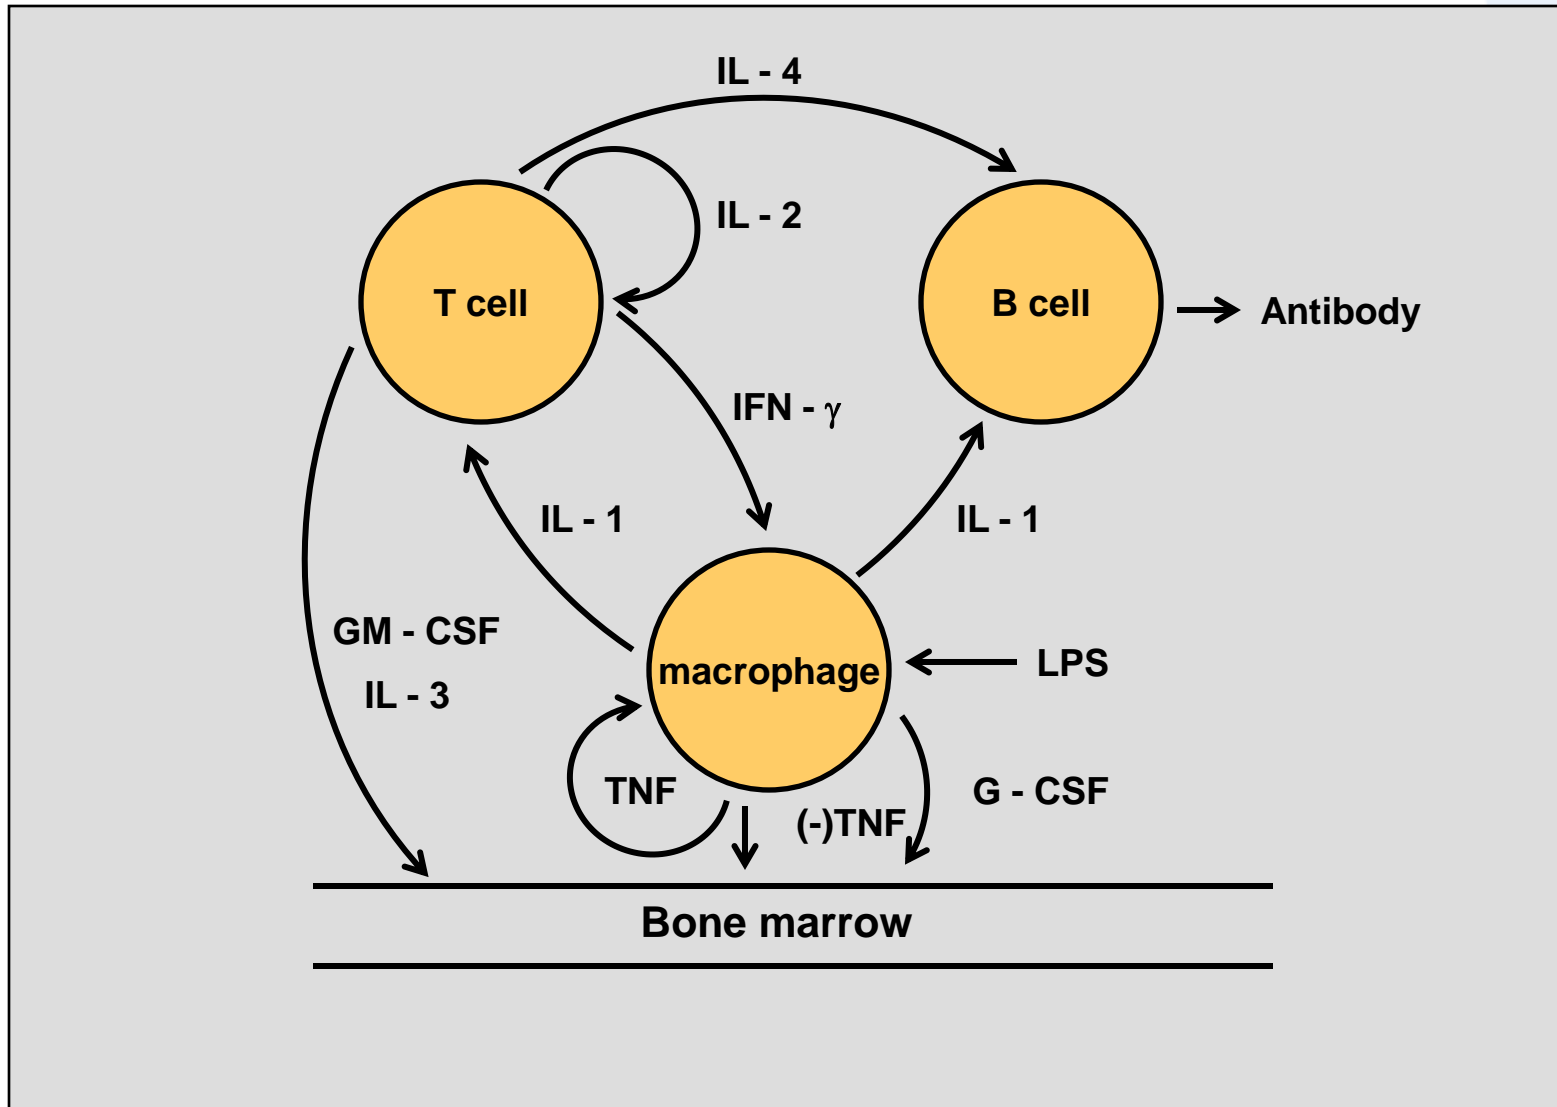 IL - 4
IL - 2
T cell
B cell
Antibody
IFN - γ
IL - 1
IL - 1
GM - CSF
IL - 3
macrophage
LPS
TNF
(-)TNF
G - CSF
Bone marrow